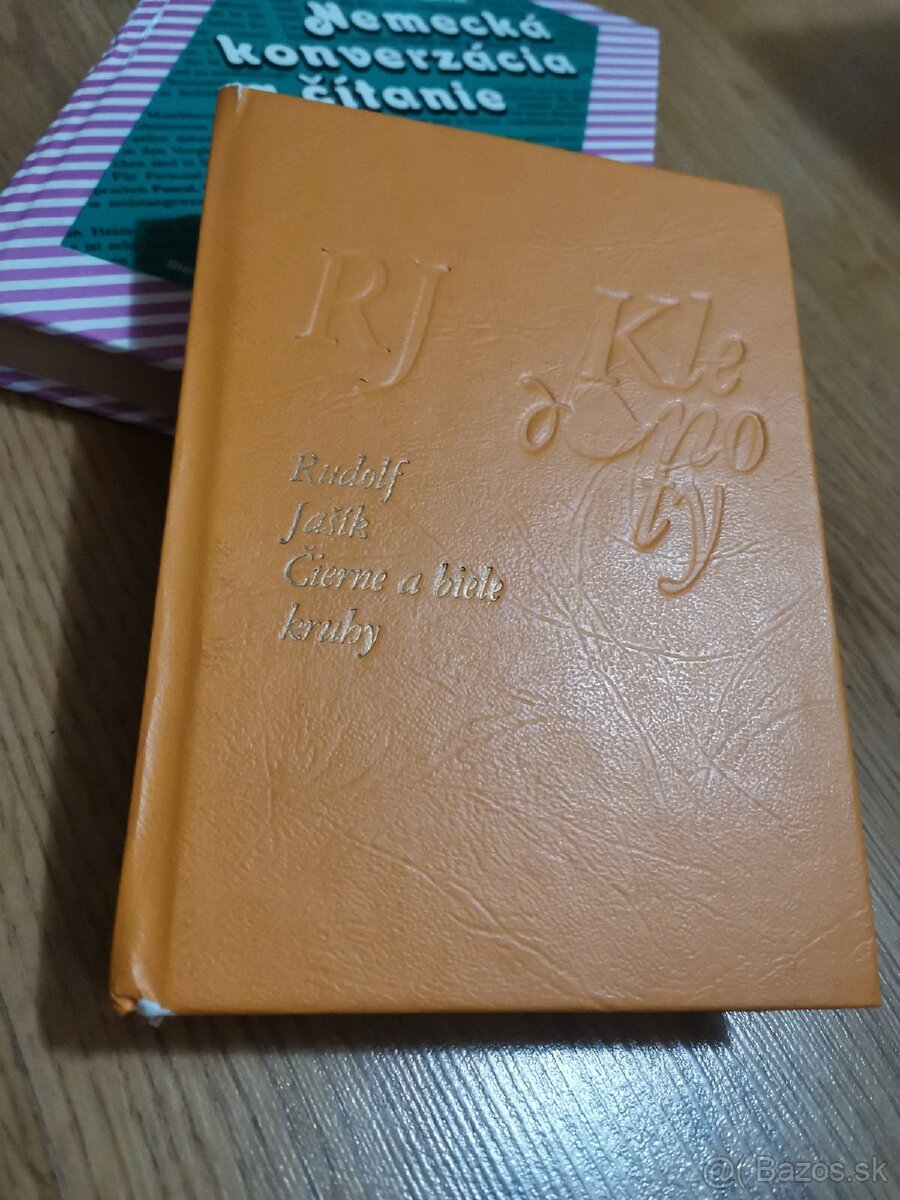 Nemecká
konverzácia
a čítanie
RJ
Kle
no
ty
Rudolf
Jašík
Čierne a biele
kruhy
@( Bazos.sk